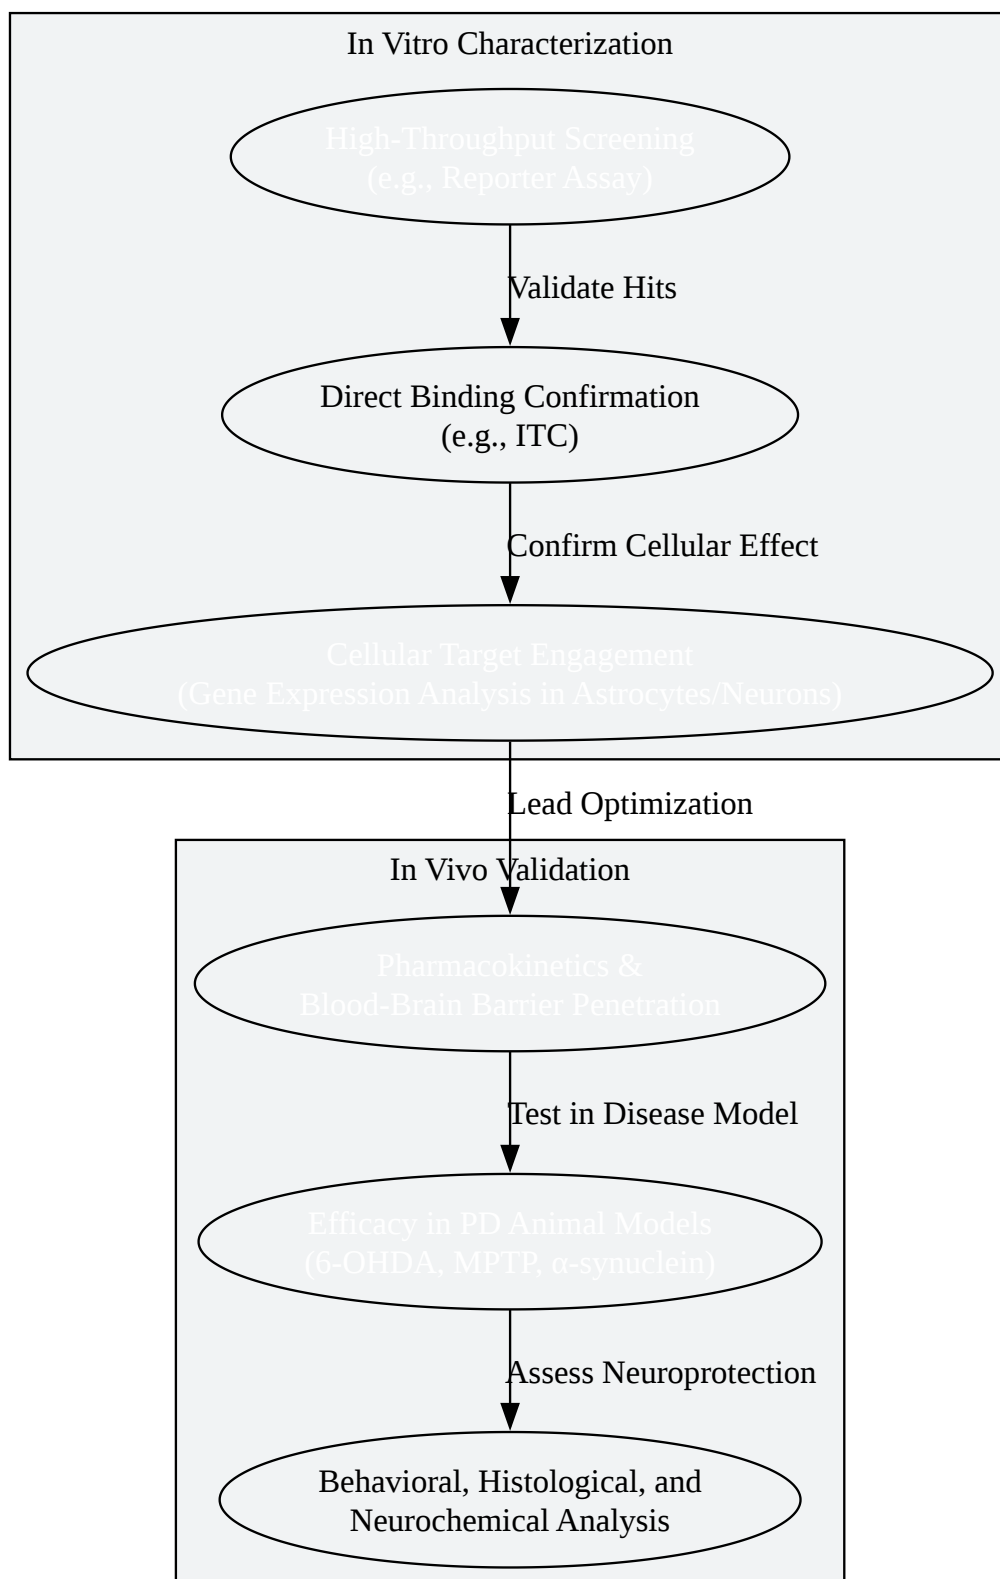 In Vitro Characterization
High-Throughput Screening
(e.g., Reporter Assay)
Validate Hits
Direct Binding Confirmation
(e.g., ITC)
Confirm Cellular Effect
Cellular Target Engagement
(Gene Expression Analysis in Astrocytes/Neurons)
Lead Optimization
In Vivo Validation
Pharmacokinetics &
Blood-Brain Barrier Penetration
Test in Disease Model
Efficacy in PD Animal Models
(6-OHDA, MPTP, α-synuclein)
Assess Neuroprotection
Behavioral, Histological, and
Neurochemical Analysis